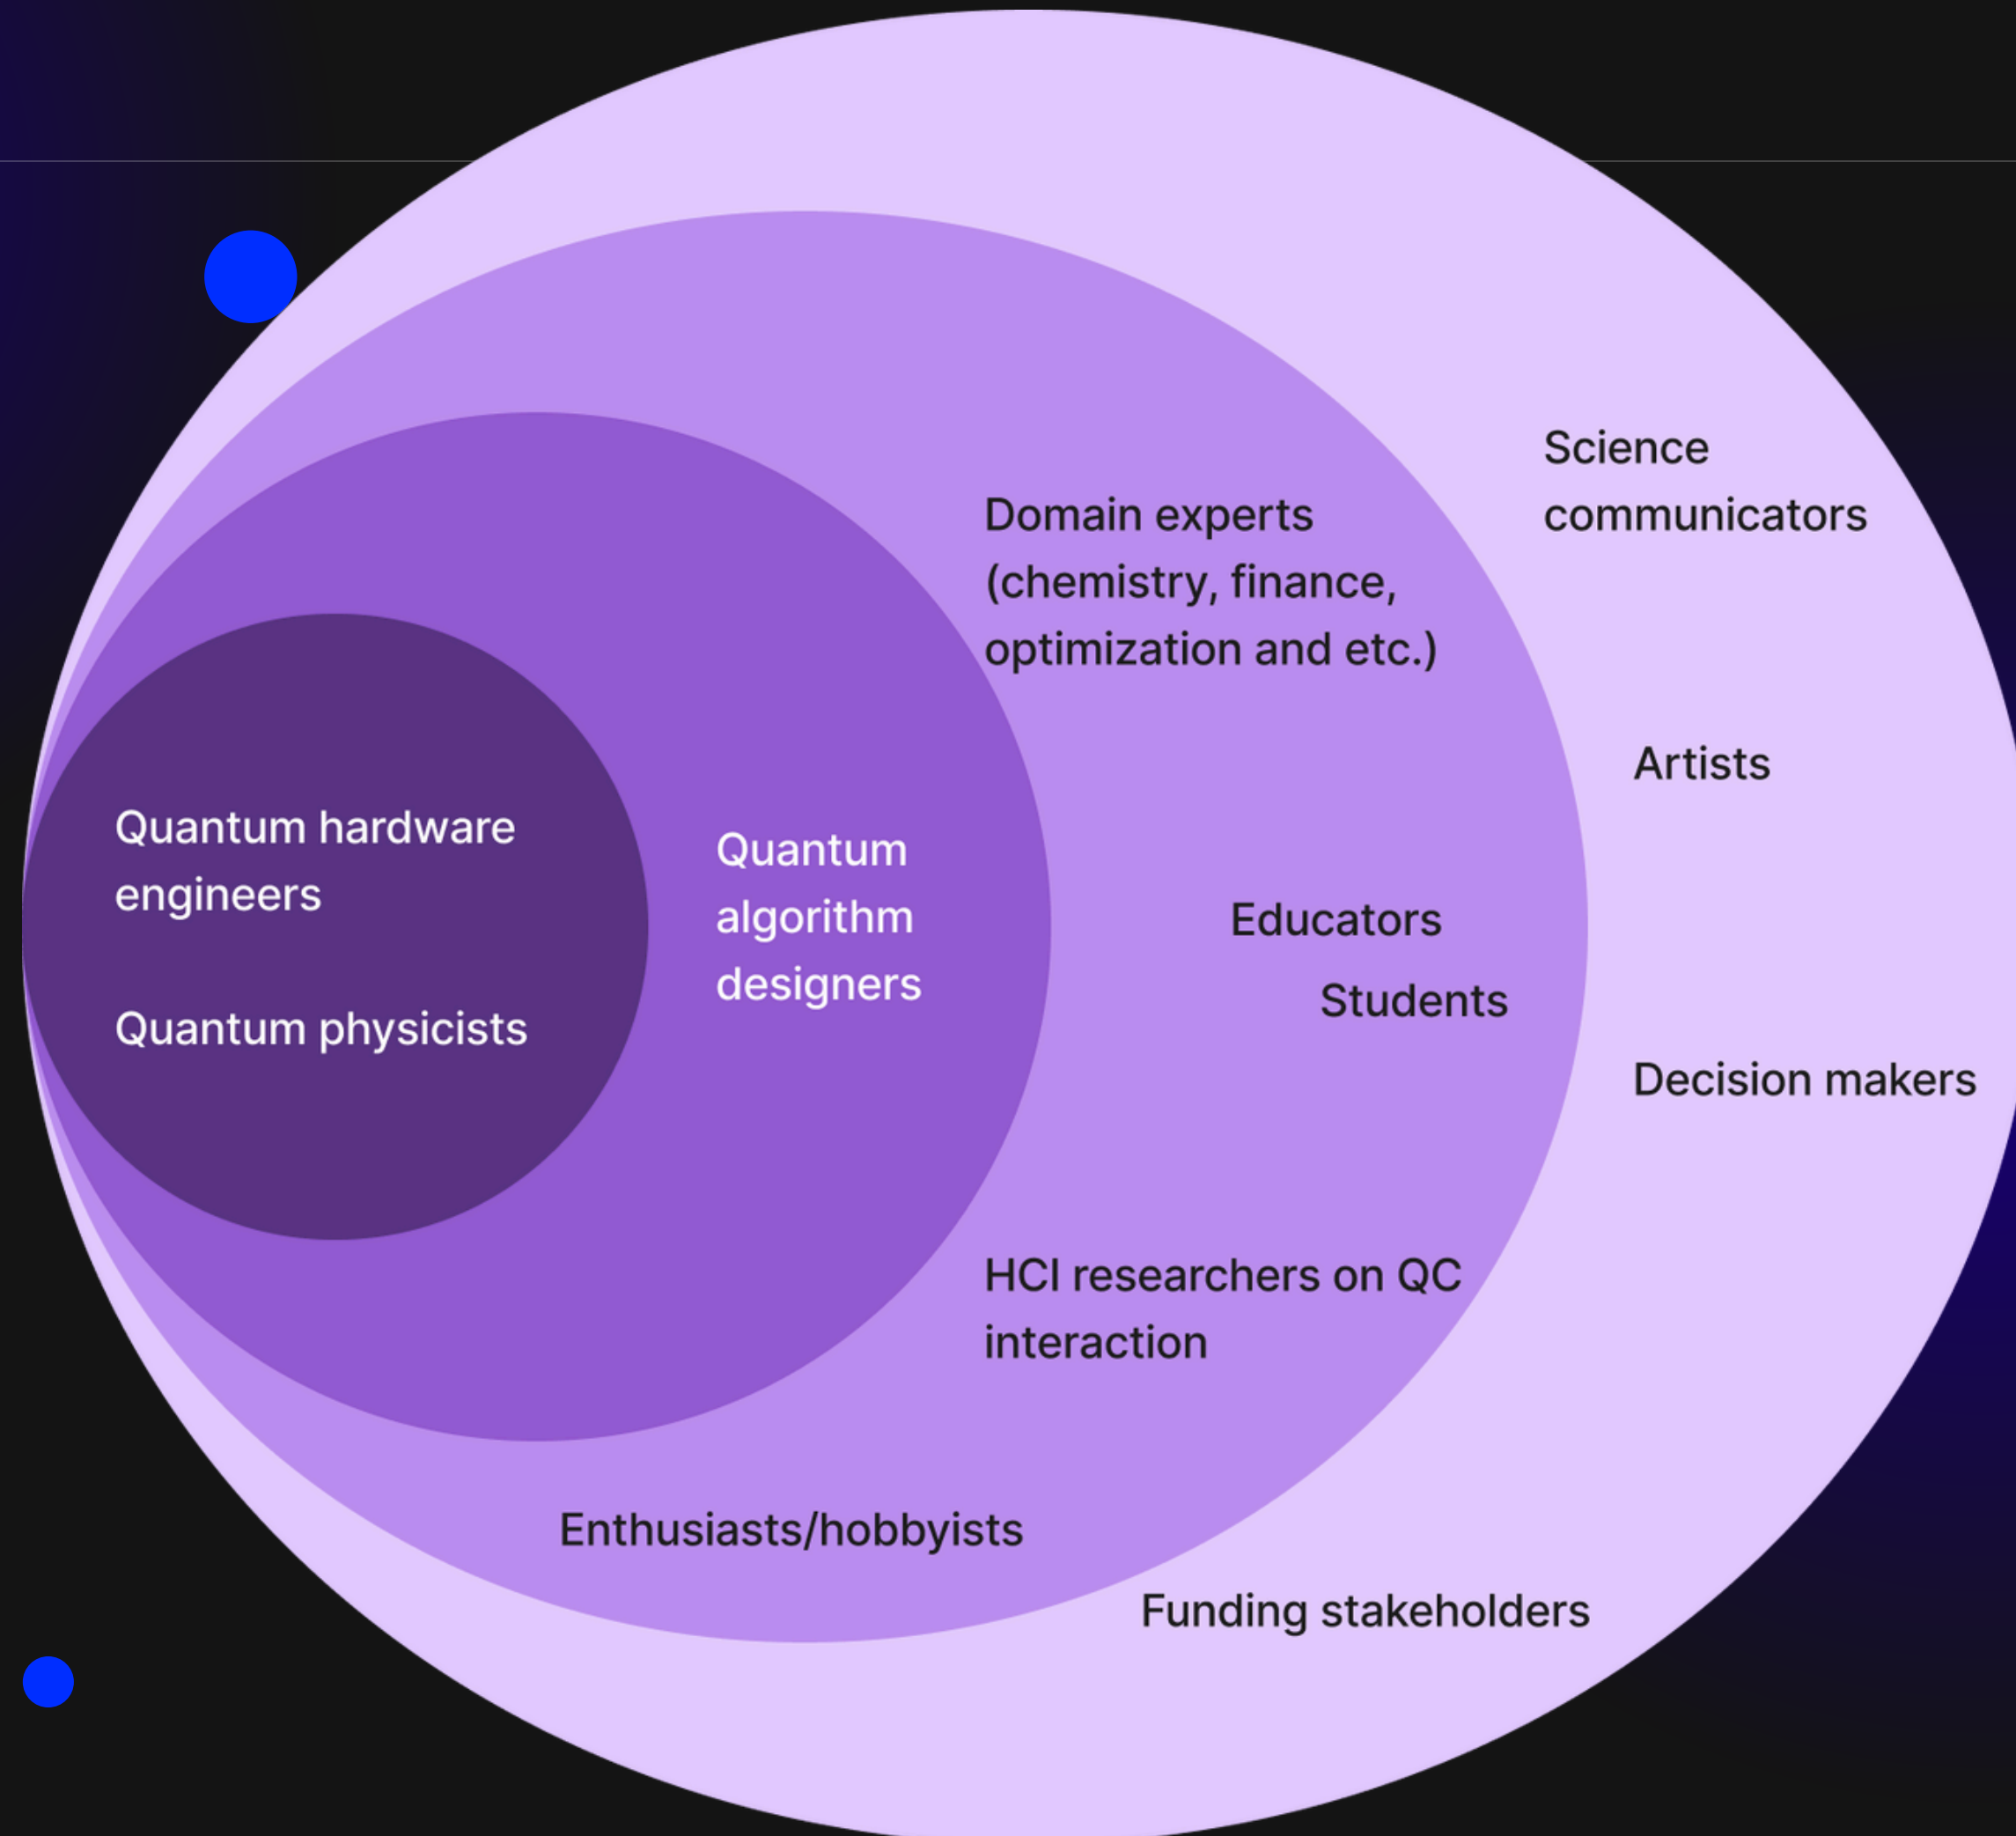 Quantum hardware
engineers
Quantum physicists
Quantum
algorithm
designers
Domain experts
(chemistry, finance,
optimization and etc.)
Educators
Students
HCI researchers on QC
interaction
Enthusiasts/hobbyists
Science
communicators
Artists
Decision makers
Funding stakeholders